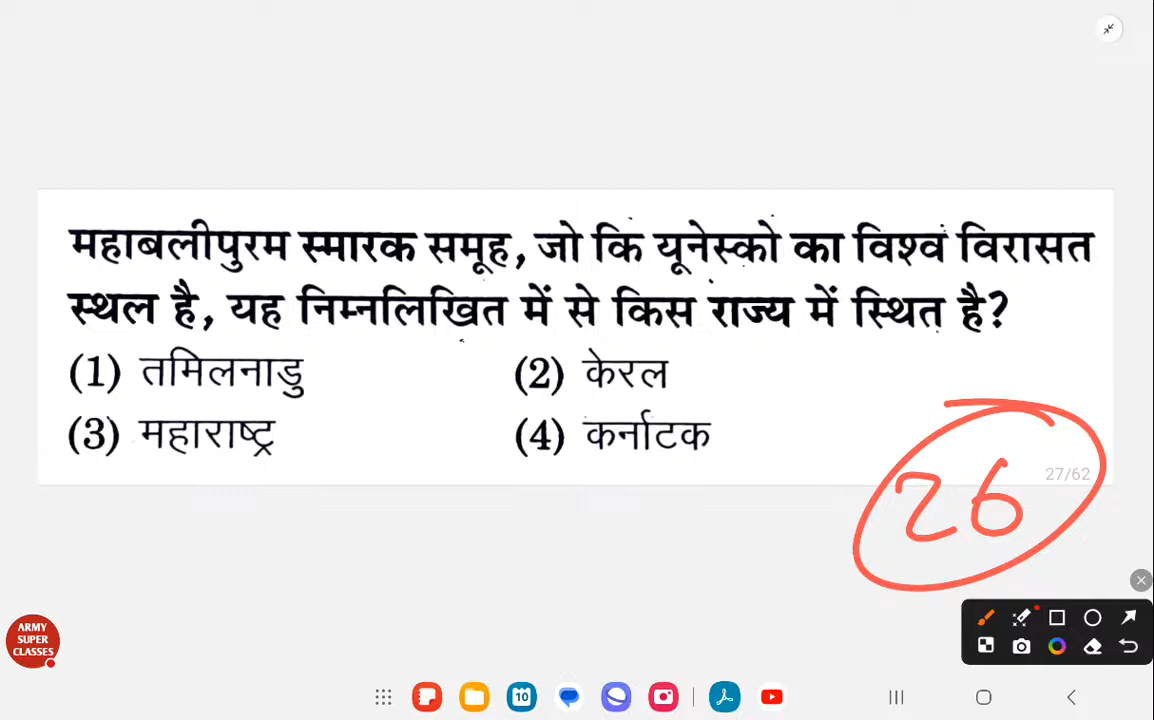 महाबलीपुरम स्मारक समूह, जो कि यूनेस्को का विश्व विरासत
स्थल है, यह निम्नलिखित में से किस राज्य में स्थित है?
(1) तमिलनाडु (2) केरल
(3) महाराष्ट्र (4) कर्नाटक
27/62
26
ARMY
SUPER
CLASSES
10